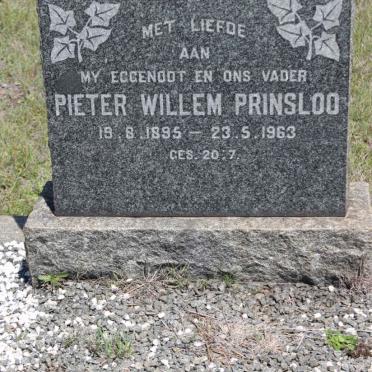 MET LIEFDE
AAN
MY EGGENOOT EN ONS VADER
PIETER WILLEM PRINSLOO
19.8.1895 — 23.5.1963
GES. 20.7.